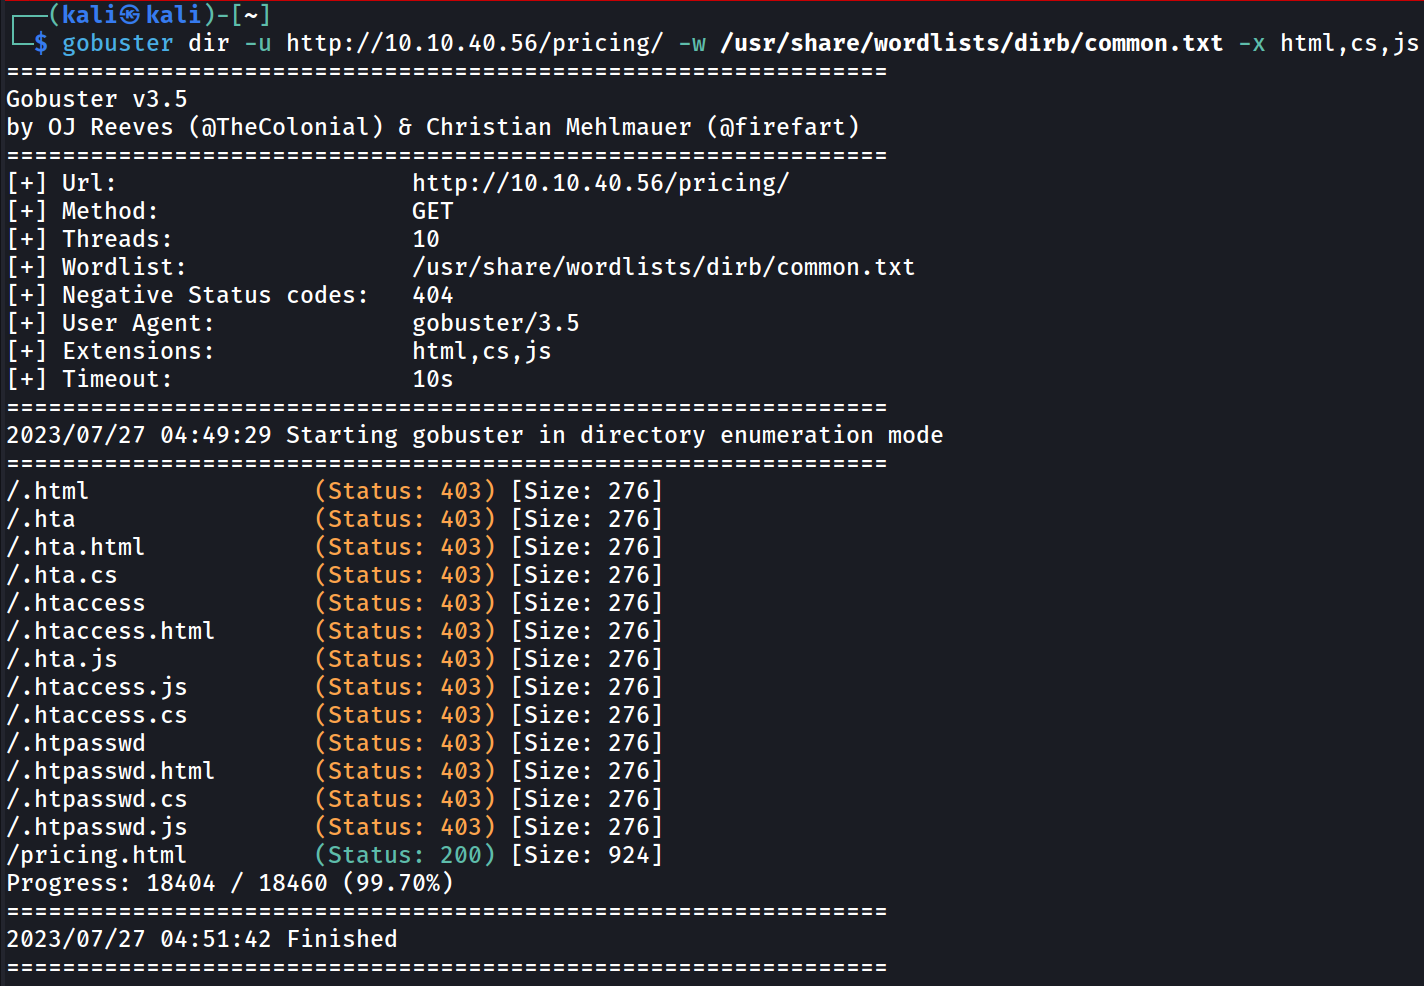 ┌──(kali㉿kali)-[~]
└─$ gobuster dir -u http://10.10.40.56/pricing/ -w /usr/share/wordlists/dirb/common.txt -x html,cs,js
===============================================================
Gobuster v3.5
by OJ Reeves (@TheColonial) & Christian Mehlmauer (@firefart)
===============================================================
[+] Url:                     http://10.10.40.56/pricing/
[+] Method:                  GET
[+] Threads:                 10
[+] Wordlist:                /usr/share/wordlists/dirb/common.txt
[+] Negative Status codes:   404
[+] User Agent:              gobuster/3.5
[+] Extensions:              html,cs,js
[+] Timeout:                 10s
===============================================================
2023/07/27 04:49:29 Starting gobuster in directory enumeration mode
===============================================================
/.html                (Status: 403) [Size: 276]
/.hta                 (Status: 403) [Size: 276]
/.hta.html            (Status: 403) [Size: 276]
/.hta.cs              (Status: 403) [Size: 276]
/.htaccess            (Status: 403) [Size: 276]
/.htaccess.html       (Status: 403) [Size: 276]
/.hta.js              (Status: 403) [Size: 276]
/.htaccess.js         (Status: 403) [Size: 276]
/.htaccess.cs         (Status: 403) [Size: 276]
/.htpasswd            (Status: 403) [Size: 276]
/.htpasswd.html       (Status: 403) [Size: 276]
/.htpasswd.cs         (Status: 403) [Size: 276]
/.htpasswd.js         (Status: 403) [Size: 276]
/pricing.html         (Status: 200) [Size: 924]
Progress: 18404 / 18460 (99.70%)
===============================================================
2023/07/27 04:51:42 Finished
===============================================================